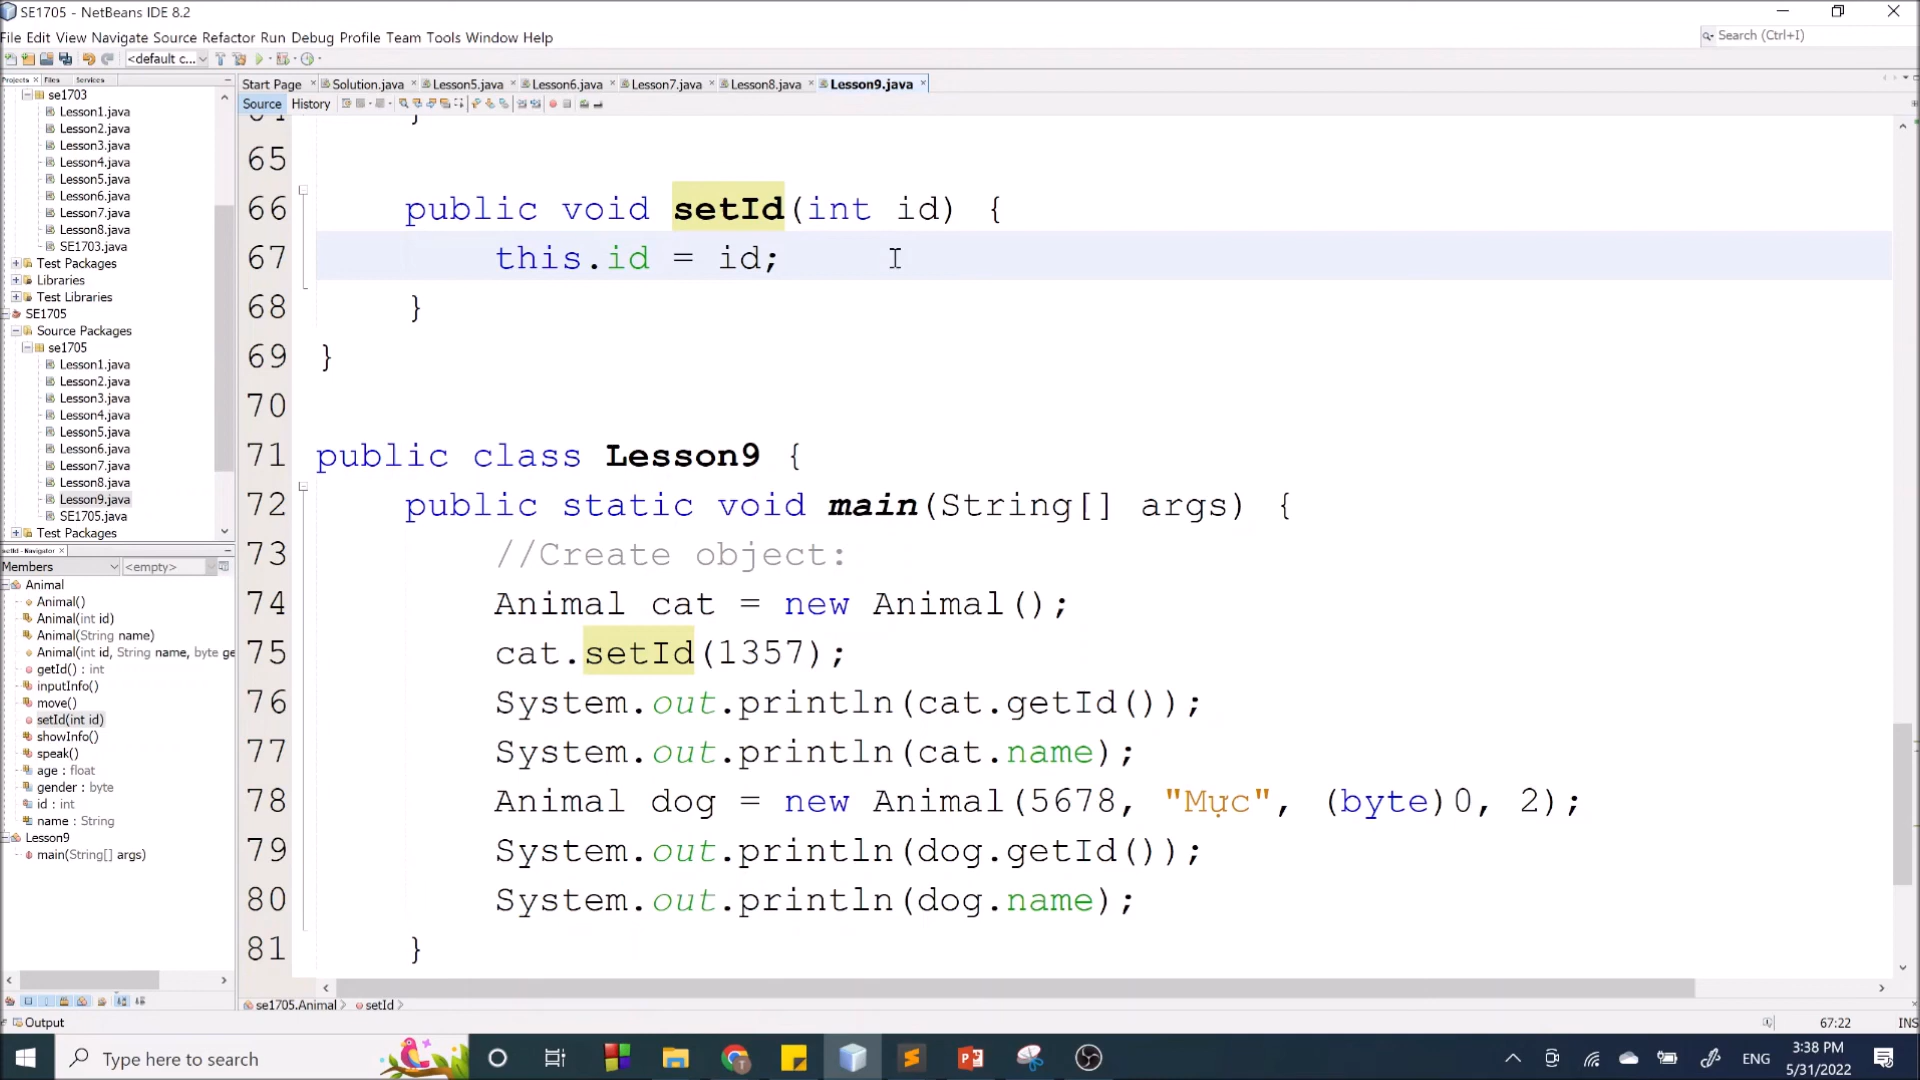 SE1705 - NetBeans IDE 8.2
File Edit View Navigate Source Refactor Run Debug Profile Team Tools Window Help
Search (Ctrl+I)
<default c...
Projects
Files
Services
Start Page
Solution.java
Lesson5.java
Lesson6.java
Lesson7.java
Lesson8.java
Lesson9.java
Source
History
se1703
Lesson1.java
Lesson2.java
Lesson3.java
Lesson4.java
Lesson5.java
Lesson6.java
Lesson7.java
Lesson8.java
SE1703.java
Test Packages
Libraries
Test Libraries
SE1705
Source Packages
se1705
Lesson1.java
Lesson2.java
Lesson3.java
Lesson4.java
Lesson5.java
Lesson6.java
Lesson7.java
Lesson8.java
Lesson9.java
SE1705.java
Test Packages
setId - Navigator
Members
<empty>
Animal
Animal()
Animal(int id)
Animal(String name)
Animal(int id, String name, byte ge
getId() : int
inputInfo()
move()
setId(int id)
showInfo()
speak()
age : float
gender : byte
id : int
name : String
Lesson9
main(String[] args)
64 }
65
66 public void setId(int id) {
67 this.id = id;
68 }
69 }
70
71 public class Lesson9 {
72 public static void main(String[] args) {
73 //Create object:
74 Animal cat = new Animal();
75 cat.setId(1357);
76 System.out.println(cat.getId());
77 System.out.println(cat.name);
78 Animal dog = new Animal(5678, "Mực", (byte)0, 2);
79 System.out.println(dog.getId());
80 System.out.println(dog.name);
81 }
se1705.Animal
setId
Output
67:22
INS
Type here to search
ENG
3:38 PM
5/31/2022